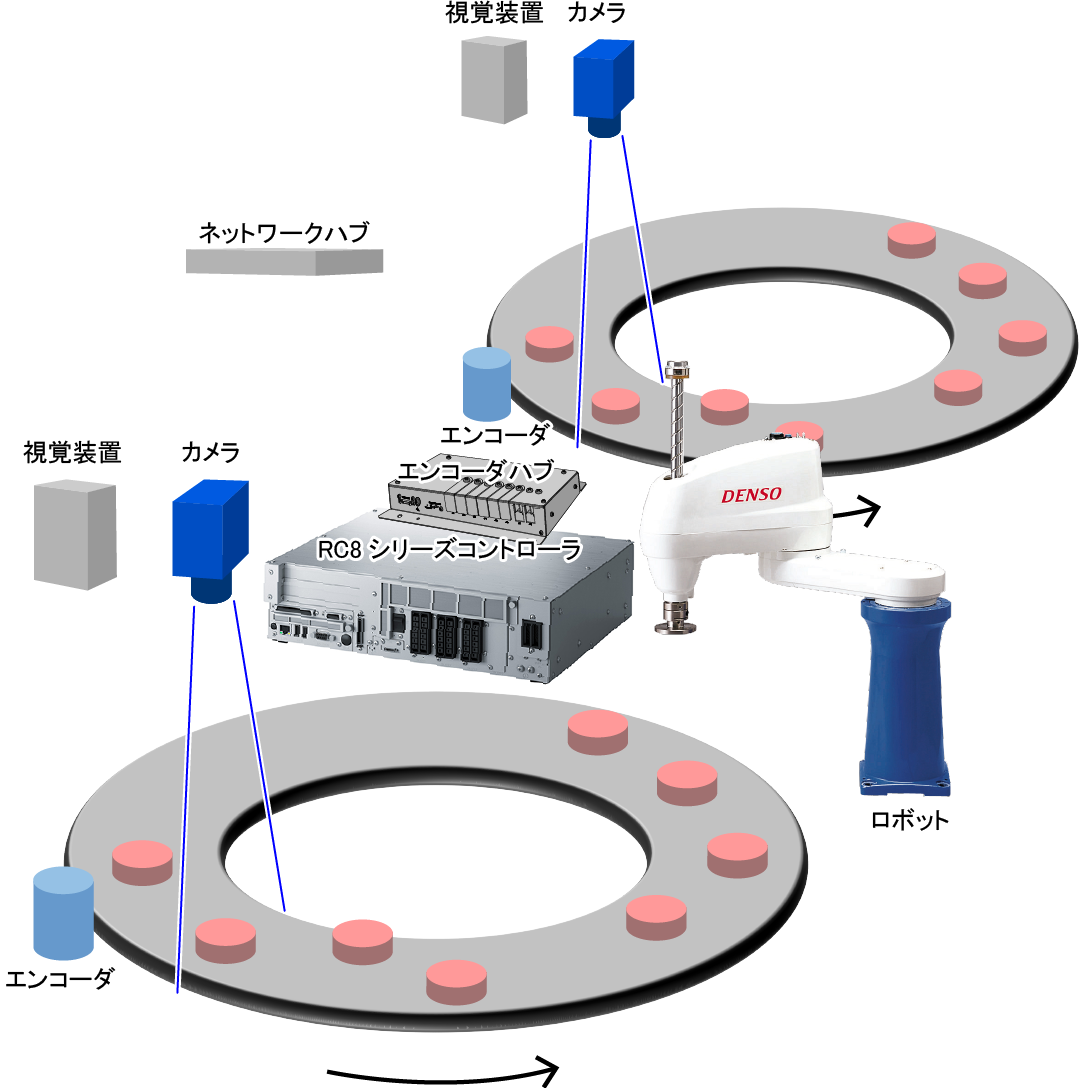 視覚装置
カメラ
ネットワークハブ
エンコーダ
視覚装置
カメラ
エンコーダハブ
DENSO
RC8 シリーズコントローラ
ロボット
エンコーダ